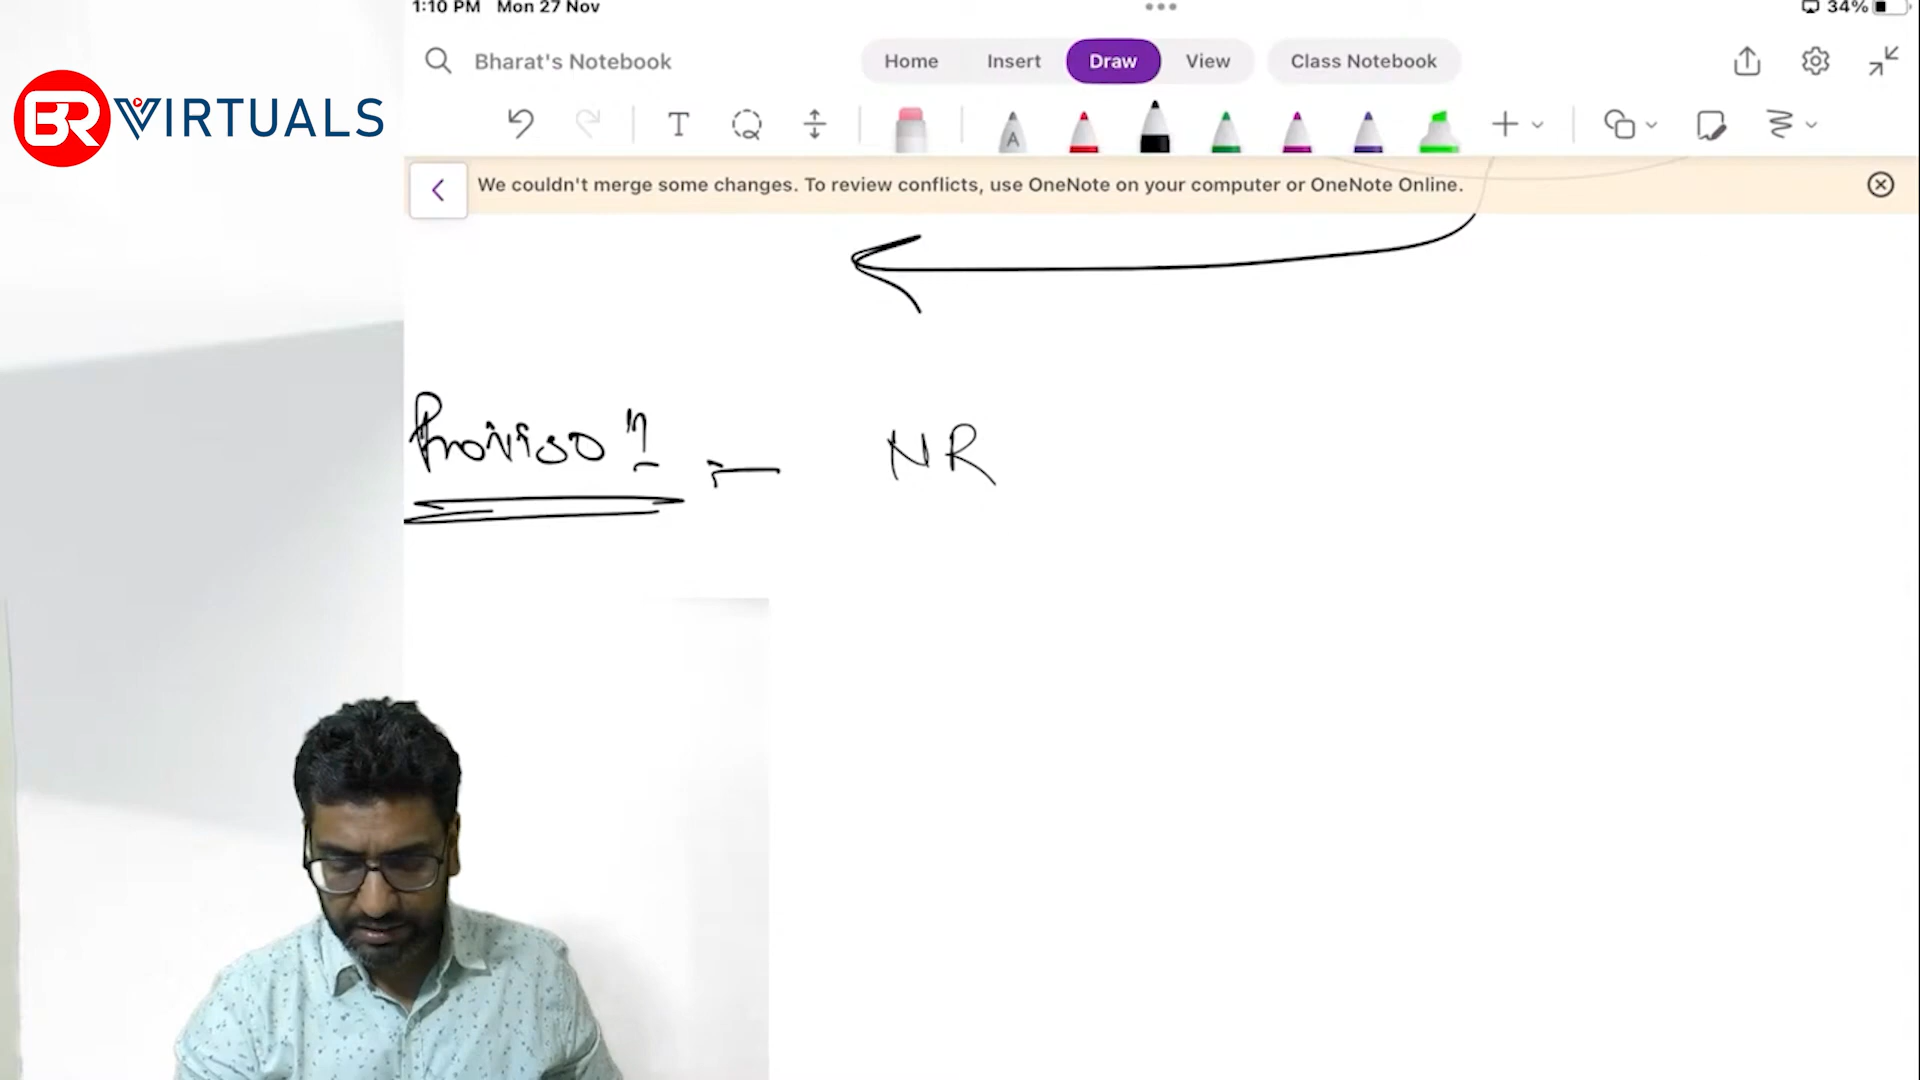 1:10 PM Mon 27 Nov
34%
Bharat's Notebook
Home Insert Draw View Class Notebook
BR VIRTUALS
T
A
We couldn't merge some changes. To review conflicts, use OneNote on your computer or OneNote Online.
Proviso" :— NR